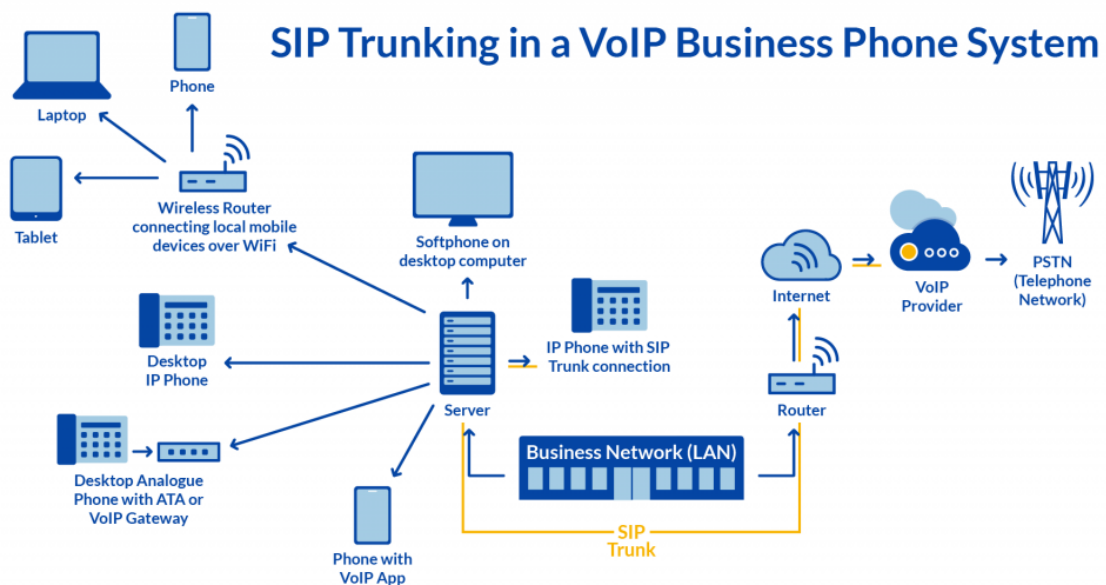 SIP Trunking in a VoIP Business Phone System
Phone
Laptop
Tablet
Wireless Router
connecting local mobile
devices over WiFi
Softphone on
desktop computer
Internet
VoIP
Provider
PSTN
(Telephone
Network)
Desktop
IP Phone
IP Phone with SIP
Trunk connection
Server
Router
Business Network (LAN)
Desktop Analogue
Phone with ATA or
VoIP Gateway
SIP
Trunk
Phone with
VoIP App